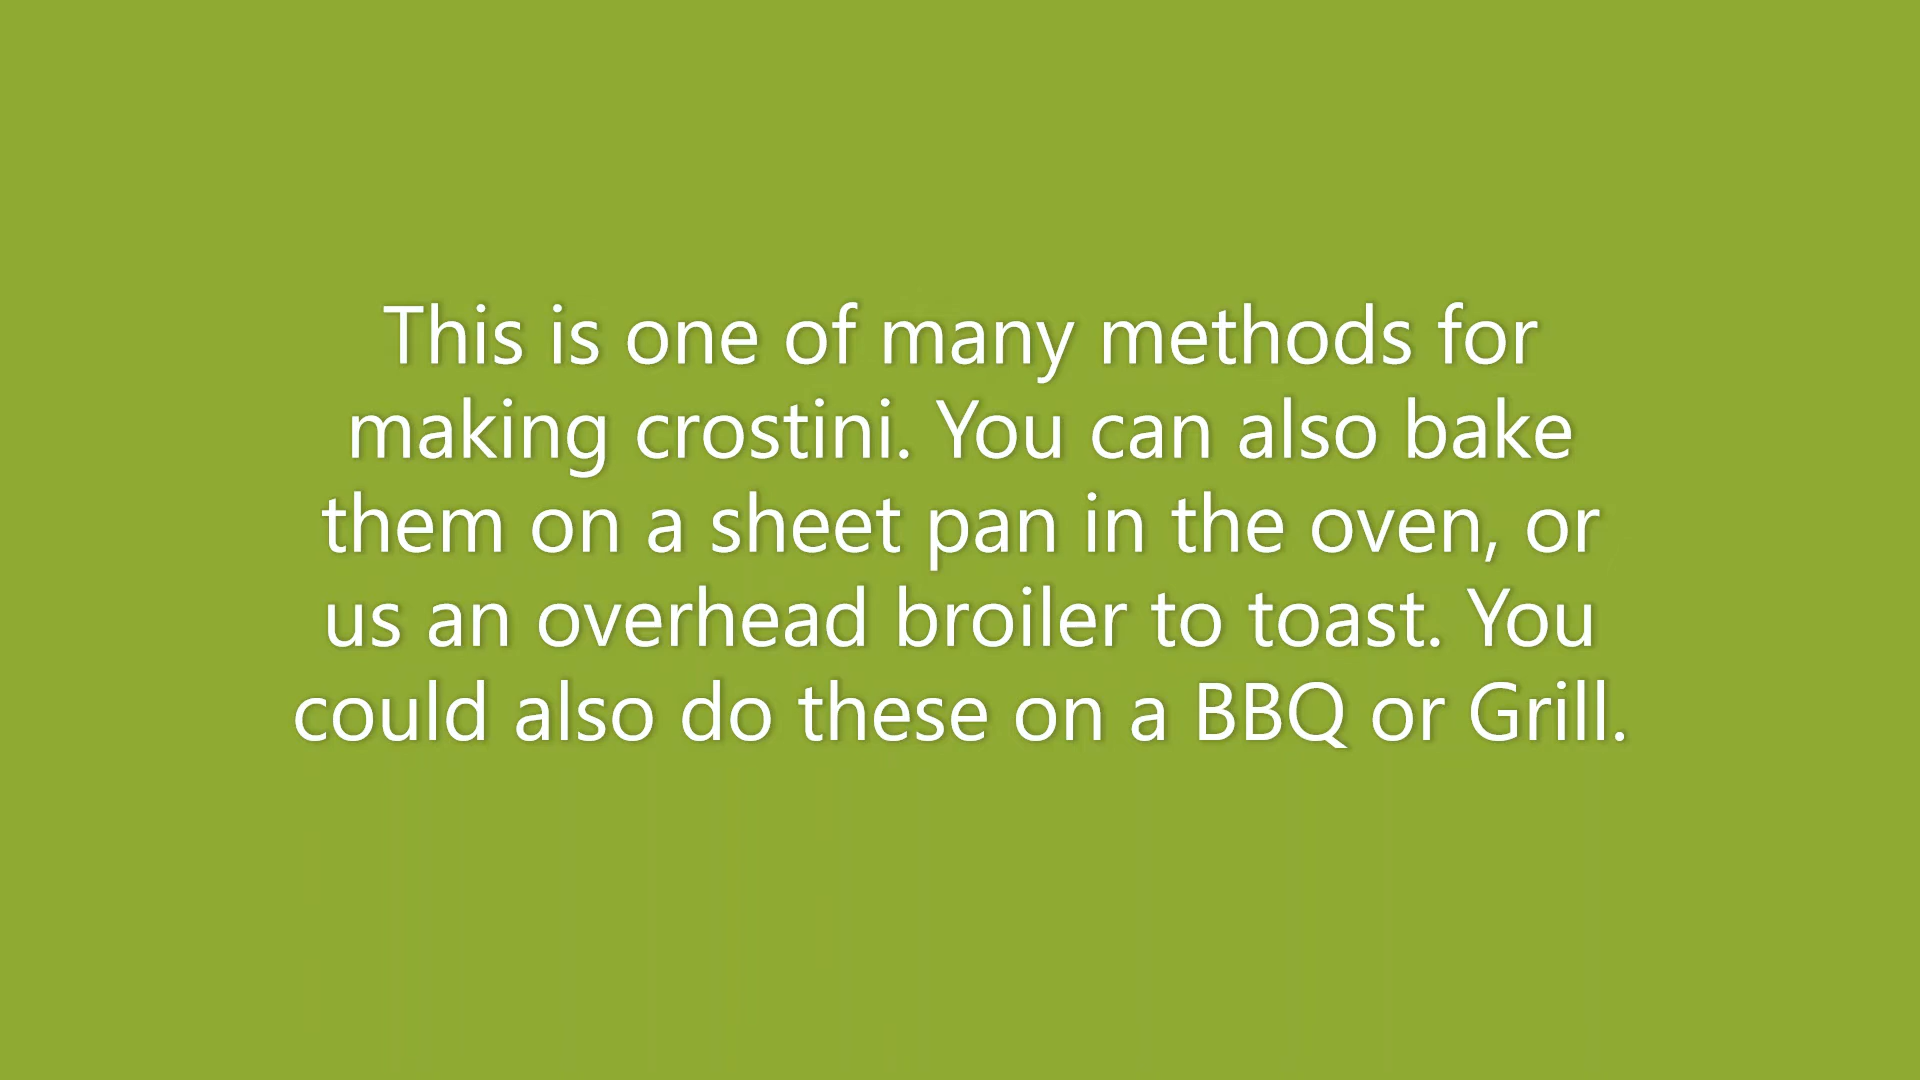 This is one of many methods for
making crostini. You can also bake
them on a sheet pan in the oven, or
us an overhead broiler to toast. You
could also do these on a BBQ or Grill.